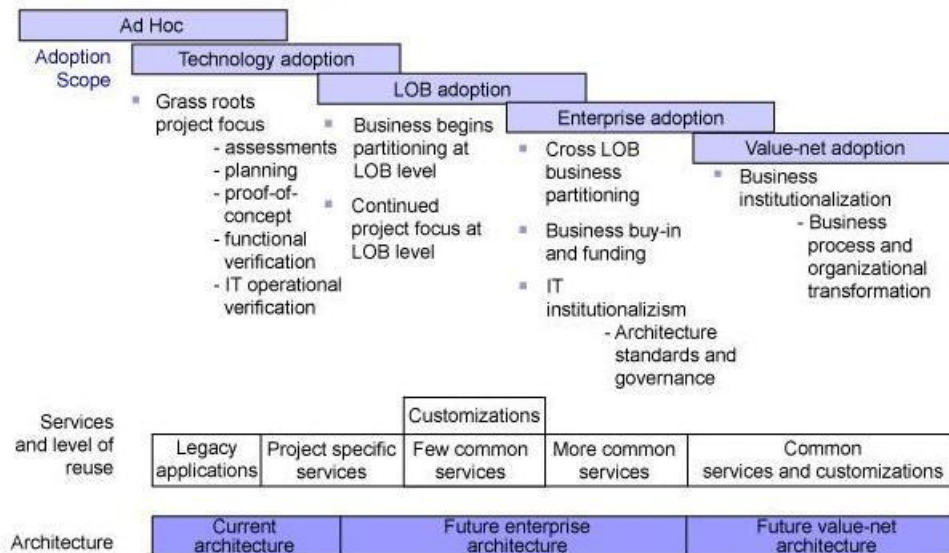 Ad Hoc
Adoption
Scope
Technology adoption
LOB adoption
Enterprise adoption
Value-net adoption
Grass roots
project focus
- assessments
- planning
- proof-of-
concept
- functional
verification
- IT operational
verification
Business begins
partitioning at
LOB level
Continued
project focus at
LOB level
Cross LOB
business
partitioning
Business buy-in
and funding
IT
institutionalizism
- Architecture
standards and
governance
Business
institutionalization
- Business
process and
organizational
transformation
Services
and level of
reuse
Legacy
applications
Project specific
services
Customizations
Few common
services
More common
services
Common
services and customizations
Architecture
Current
architecture
Future enterprise
architecture
Future value-net
architecture